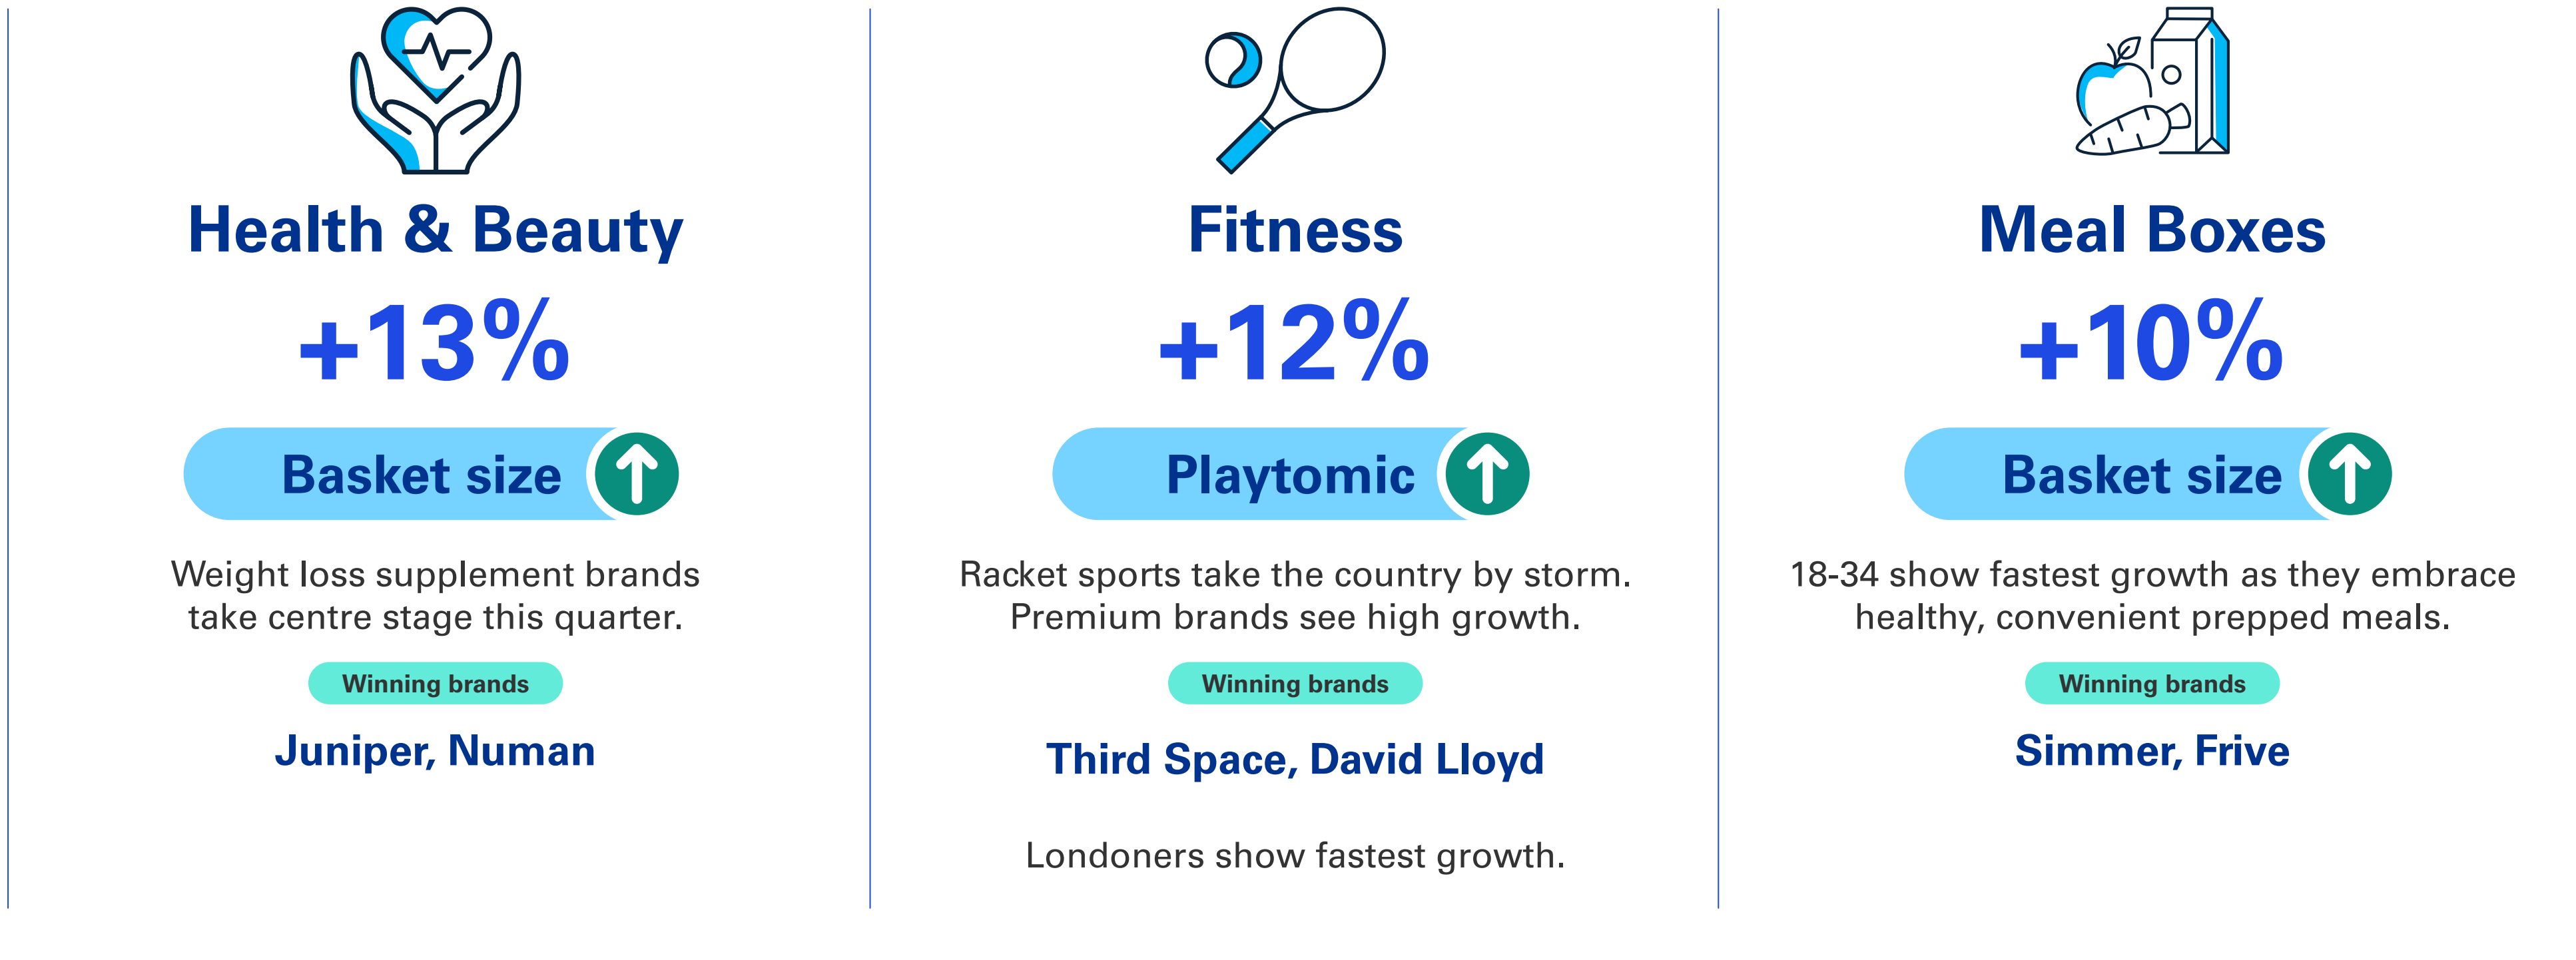 Health & Beauty
+13%
Basket size
Weight loss supplement brands
take centre stage this quarter.
Winning brands
Juniper, Numan
Fitness
+12%
Playtomic
Racket sports take the country by storm.
Premium brands see high growth.
Winning brands
Third Space, David Lloyd
Londoners show fastest growth.
Meal Boxes
+10%
Basket size
18-34 show fastest growth as they embrace
healthy, convenient prepped meals.
Winning brands
Simmer, Frive